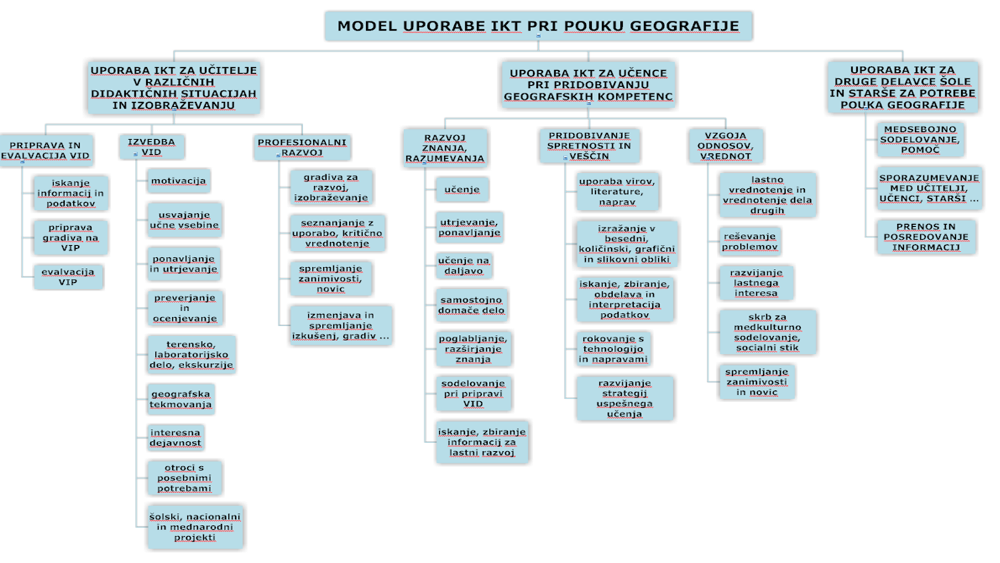 MODEL UPORABE IKT PRI POUKU GEOGRAFIJE
UPORABA IKT ZA UČITELJE
V RAZLIČNIH
DIDAKTIČNIH SITUACIJAH
IN IZOBRAŽEVANJU
PRIPRAVA IN
EVALVACIJA VID
iskanje
informacij in
podatkov
priprava
gradiva na
VIP
evalvacija
VIP
IZVEDBA
VID
motivacija
usvajanje
učne vsebine
ponavljanje
in utrjevanje
preverjanje
in
ocenjevanje
terensko,
laboratorijsko
delo, ekskurzije
geografska
tekmovanja
interesna
dejavnost
otroci s
posebnimi
potrebami
šolski, nacionalni
in mednarodni
projekti
PROFESIONALNI
RAZVOJ
gradiva za
razvoj,
izobraževanje
seznanjanje z
uporabo, kritično
vrednotenje
spremljanje
zanimivosti,
novic
izmenjava in
spremljanje
izkušenj, gradiv ...
UPORABA IKT ZA UČENCE
PRI PRIDOBIVANJU
GEOGRAFSKIH KOMPETENC
RAZVOJ
ZNANJA,
RAZUMEVANJA
učenje
utrjevanje,
ponavljanje
učenje na
daljavo
samostojno
domače delo
poglabljanje,
razširjanje
znanja
sodelovanje
pri pripravi
VID
iskanje, zbiranje
informacij za
lastni razvoj
PRIDOBIVANJE
SPRETNOSTI IN
VEŠČIN
uporaba virov,
literature,
naprav
izražanje v
besedni,
količinski, grafični
in slikovni obliki
iskanje, zbiranje,
obdelava in
interpretacija
podatkov
rokovanje s
tehnologijo
in napravami
razvijanje
strategij
uspešnega
učenja
VZGOJA
ODNOSOV,
VREDNOT
lastno
vrednotenje in
vrednotenje dela
drugih
reševanje
problemov
razvijanje
lastnega
interesa
skrb za
medkulturno
sodelovanje,
socialni stik
spremljanje
zanimivosti
in novic
UPORABA IKT ZA
DRUGE DELAVCE ŠOLE
IN STARŠE ZA POTREBE
POUKA GEOGRAFIJE
MEDSEBOJNO
SODELOVANJE,
POMOČ
SPORAZUMEVANJE
MED UČITELJI,
UČENCI, STARŠI ...
PRENOS IN
POSREDOVANJE
INFORMACIJ